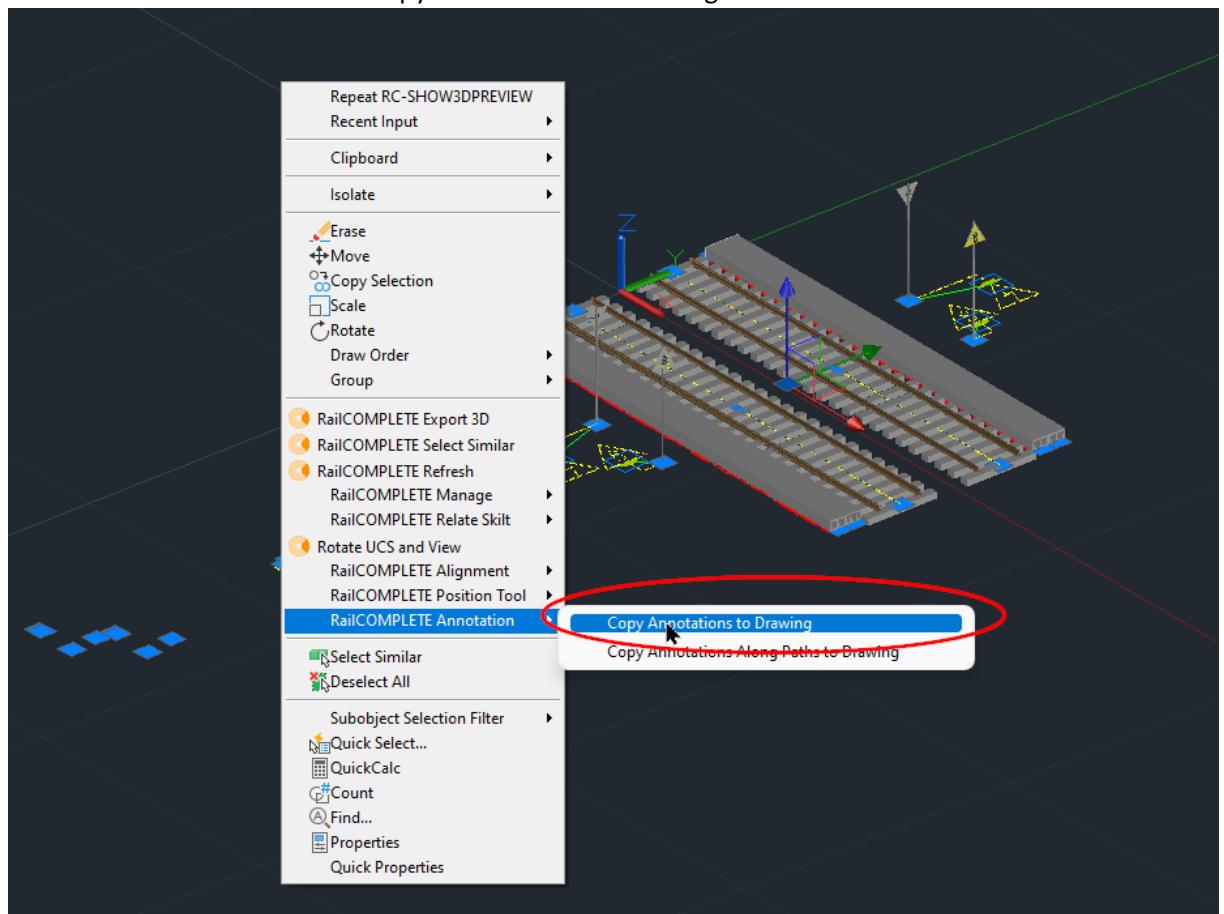 Repeat RC-SHOW3DPREVIEW
Recent Input
Clipboard
Isolate
Erase
Move
Copy Selection
Scale
Rotate
Draw Order
Group
RailCOMPLETE Export 3D
RailCOMPLETE Select Similar
RailCOMPLETE Refresh
RailCOMPLETE Manage
RailCOMPLETE Relate Skilt
Rotate UCS and View
RailCOMPLETE Alignment
RailCOMPLETE Position Tool
RailCOMPLETE Annotation
Copy Annotations to Drawing
Copy Annotations Along Paths to Drawing
Select Similar
Deselect All
Subobject Selection Filter
Quick Select...
QuickCalc
Count
Find...
Properties
Quick Properties
Z
Y